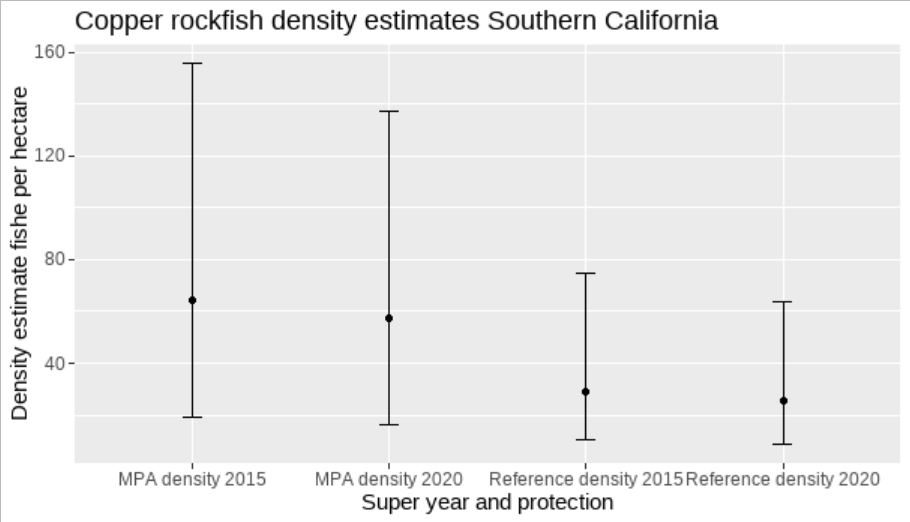 Copper rockfish density estimates Southern California
Density estimate fishe per hectare
160
120
80
40
MPA density 2015
MPA density 2020
Reference density 2015
Reference density 2020
Super year and protection